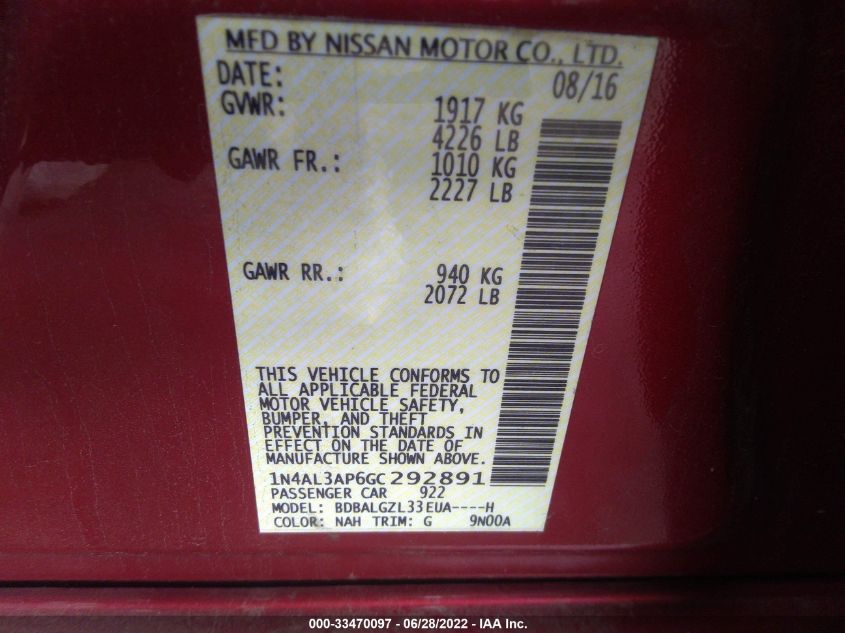 MFD BY NISSAN MOTOR CO., LTD.
DATE: 08/16
GVWR: 1917 KG
4226 LB
GAWR FR.: 1010 KG
2227 LB
GAWR RR.: 940 KG
2072 LB
THIS VEHICLE CONFORMS TO
ALL APPLICABLE FEDERAL
MOTOR VEHICLE SAFETY,
BUMPER, AND THEFT
PREVENTION STANDARDS IN
EFFECT ON THE DATE OF
MANUFACTURE SHOWN ABOVE.
1N4AL3AP6GC292891
PASSENGER CAR 922
MODEL: BDBALGZL33EUA----H
COLOR: NAH TRIM: G 9N00A
000-33470097 - 06/28/2022 - IAA Inc.